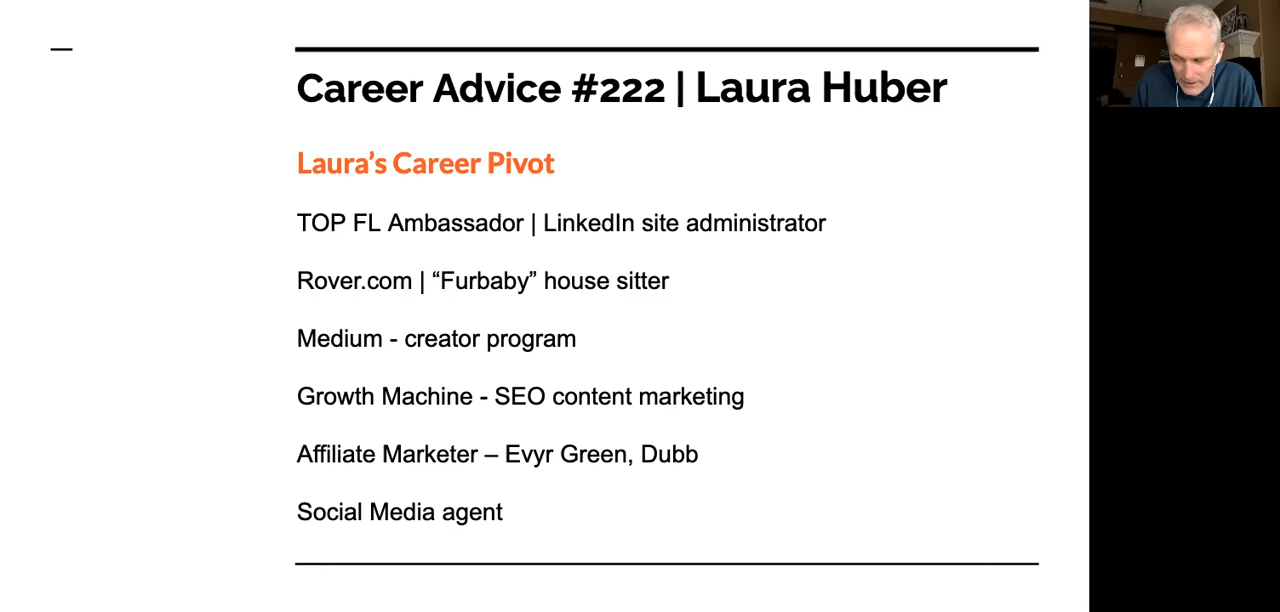 Career Advice #222 | Laura Huber
Laura’s Career Pivot
TOP FL Ambassador | LinkedIn site administrator
Rover.com | “Furbaby” house sitter
Medium - creator program
Growth Machine - SEO content marketing
Affiliate Marketer – Evyr Green, Dubb
Social Media agent